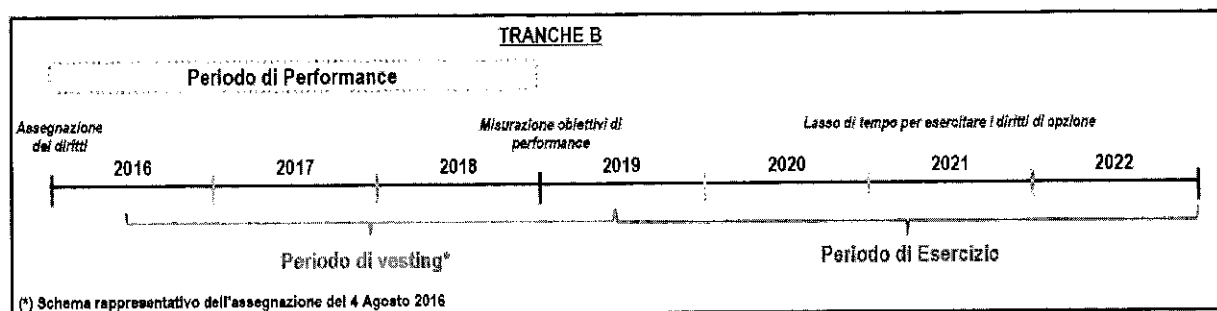 TRANCHE B
Periodo di Performance
Assegnazione
dei diritti
Misurazione obiettivi di
performance
Lasso di tempo per esercitare i diritti di opzione
2016 2017 2018 2019 2020 2021 2022
Periodo di vesting*
Periodo di Esercizio
(*) Schema rappresentativo dell'assegnazione del 4 Agosto 2016